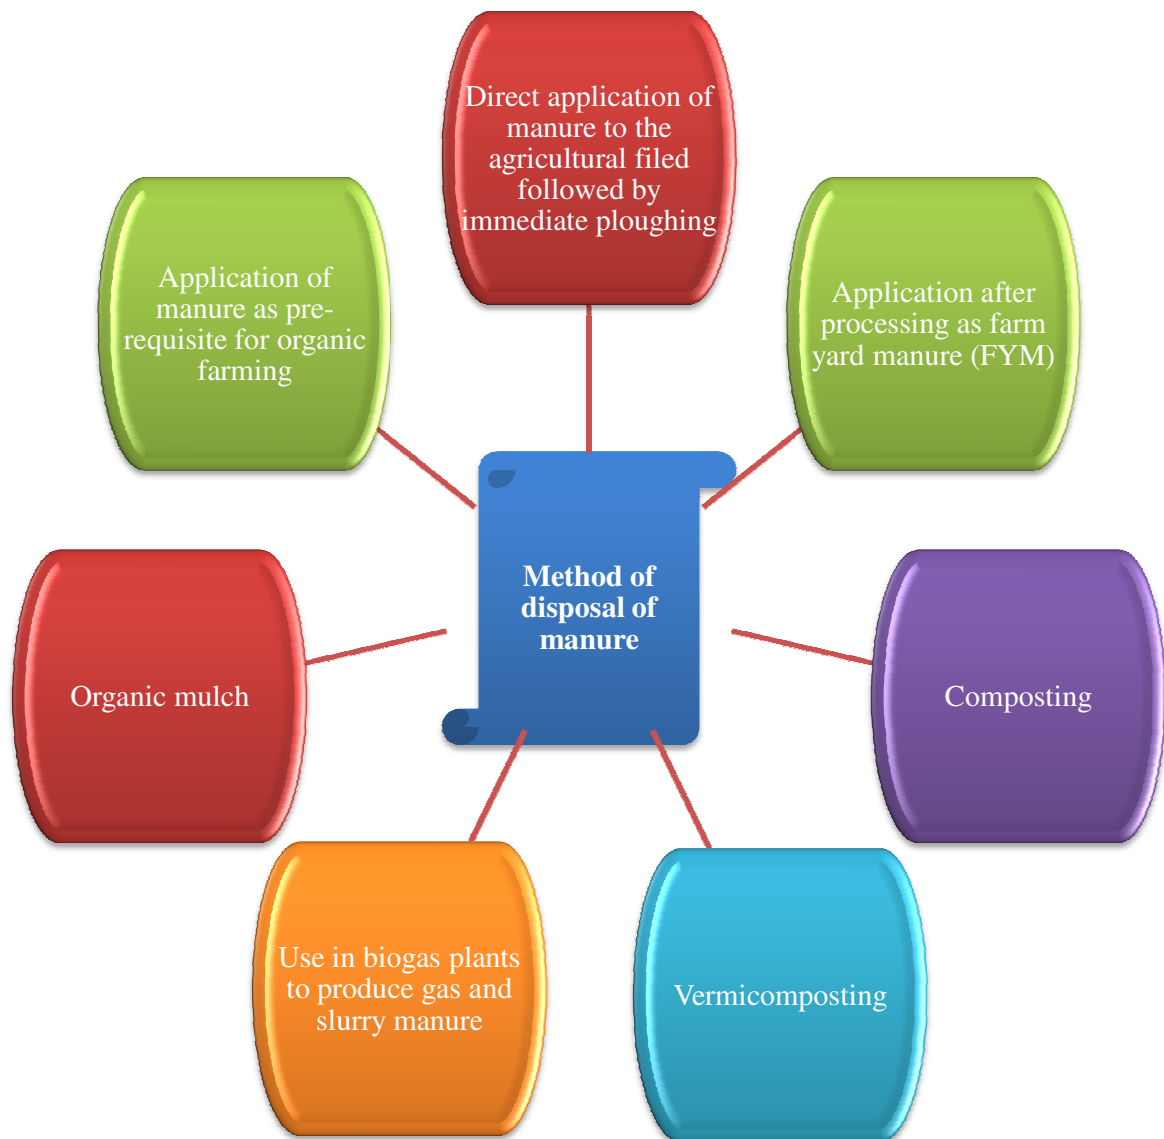 Direct application of
manure to the
agricultural filed
followed by
immediate ploughing
Application of
manure as pre-
requisite for organic
farming
Application after
processing as farm
yard manure (FYM)
Method of
disposal of
manure
Organic mulch
Composting
Use in biogas plants
to produce gas and
slurry manure
Vermicomposting